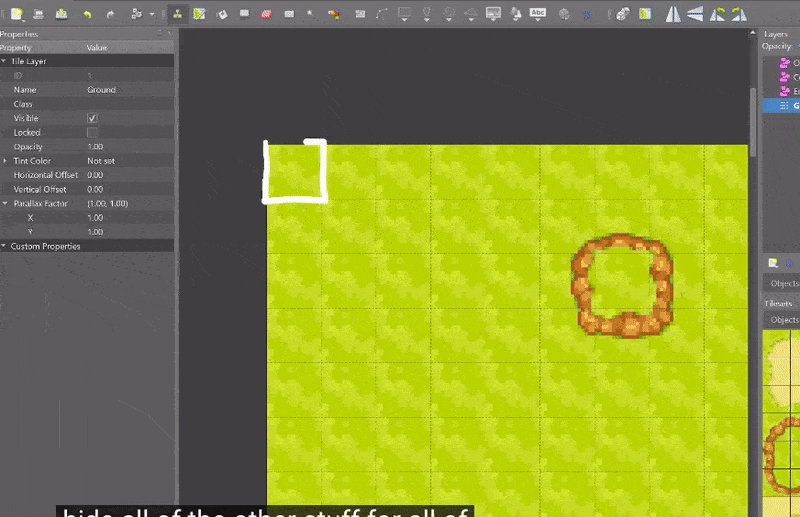 Properties
Property Value
Tile Layer
ID 1
Name Ground
Class
Visible
Locked
Opacity 1.00
Tint Color Not set
Horizontal Offset 0.00
Vertical Offset 0.00
Parallax Factor (1.00, 1.00)
X 1.00
Y 1.00
Custom Properties
Abc
Layers
Opacity:
O
C
E
G
Objects
Tilesets
Objects
hide all of the other stuff for all of